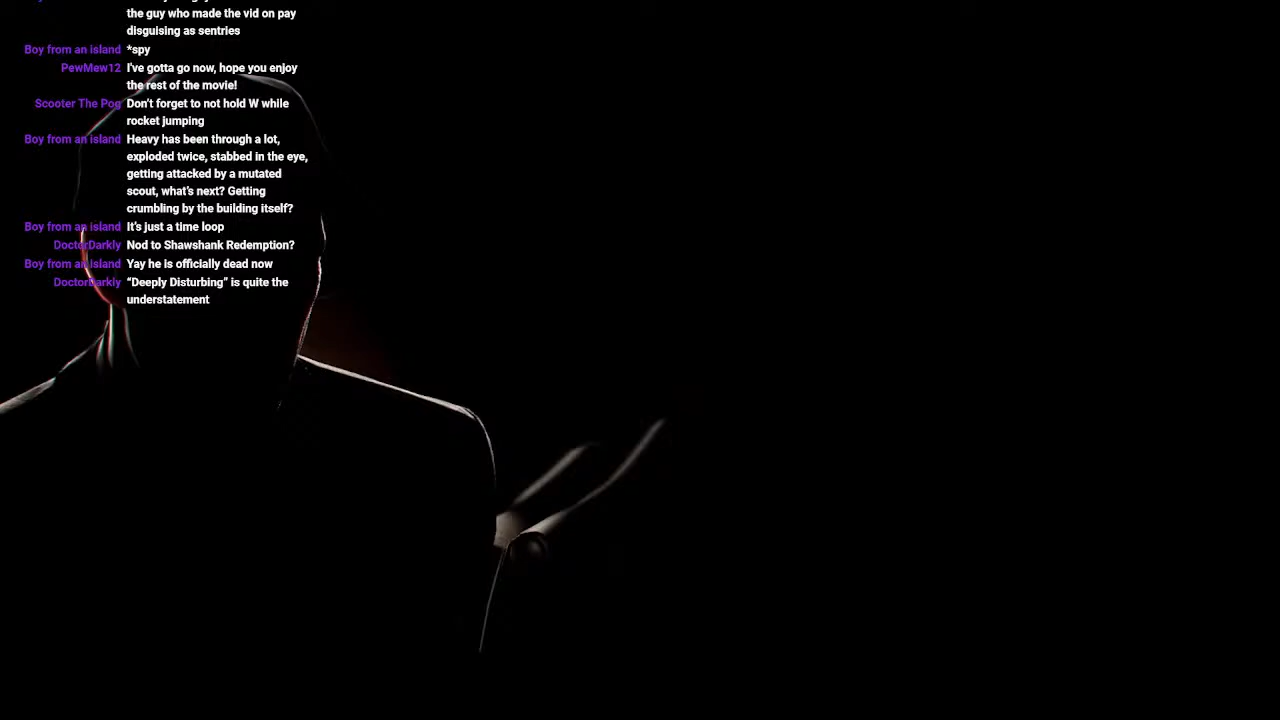 the guy who made the vid on pay
disguising as sentries
Boy from an island *spy
PewMew12 I've gotta go now, hope you enjoy
the rest of the movie!
Scooter The Pog Don't forget to not hold W while
rocket jumping
Boy from an island Heavy has been through a lot,
exploded twice, stabbed in the eye,
getting attacked by a mutated
scout, what's next? Getting
crumbling by the building itself?
Boy from an island It's just a time loop
DoctorDarkly Nod to Shawshank Redemption?
Boy from an island Yay he is officially dead now
DoctorDarkly “Deeply Disturbing” is quite the
understatement